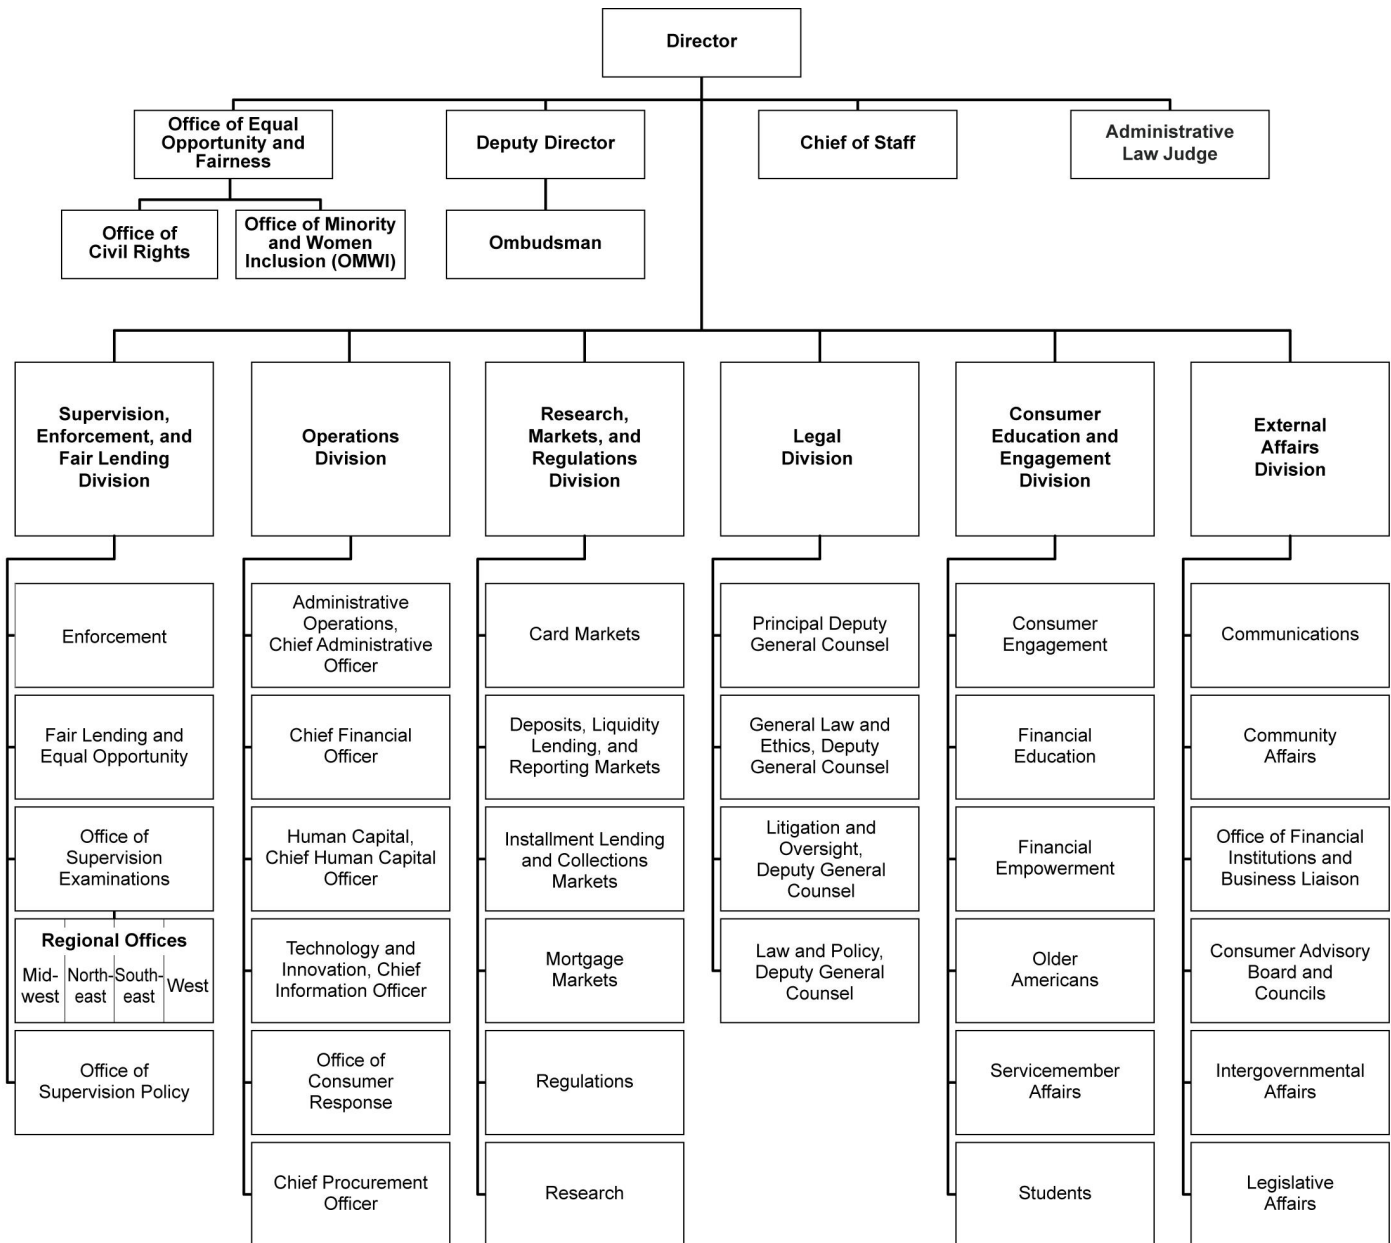 Director
Office of Equal
Opportunity and
Fairness
Deputy Director
Chief of Staff
Administrative
Law Judge
Office of
Civil Rights
Office of Minority
and Women
Inclusion (OMWI)
Ombudsman
Supervision,
Enforcement, and
Fair Lending
Division
Operations
Division
Research,
Markets, and
Regulations
Division
Legal
Division
Consumer
Education and
Engagement
Division
External
Affairs
Division
Enforcement
Fair Lending and
Equal Opportunity
Office of
Supervision
Examinations
Regional Offices
Mid-
west
North-
east
South-
east
West
Office of
Supervision Policy
Administrative
Operations,
Chief Administrative
Officer
Chief Financial
Officer
Human Capital,
Chief Human Capital
Officer
Technology and
Innovation, Chief
Information Officer
Office of
Consumer
Response
Chief Procurement
Officer
Card Markets
Deposits, Liquidity
Lending, and
Reporting Markets
Installment Lending
and Collections
Markets
Mortgage
Markets
Regulations
Research
Principal Deputy
General Counsel
General Law and
Ethics, Deputy
General Counsel
Litigation and
Oversight,
Deputy General
Counsel
Law and Policy,
Deputy General
Counsel
Consumer
Engagement
Financial
Education
Financial
Empowerment
Older
Americans
Servicemember
Affairs
Students
Communications
Community
Affairs
Office of Financial
Institutions and
Business Liaison
Consumer Advisory
Board and
Councils
Intergovernmental
Affairs
Legislative
Affairs